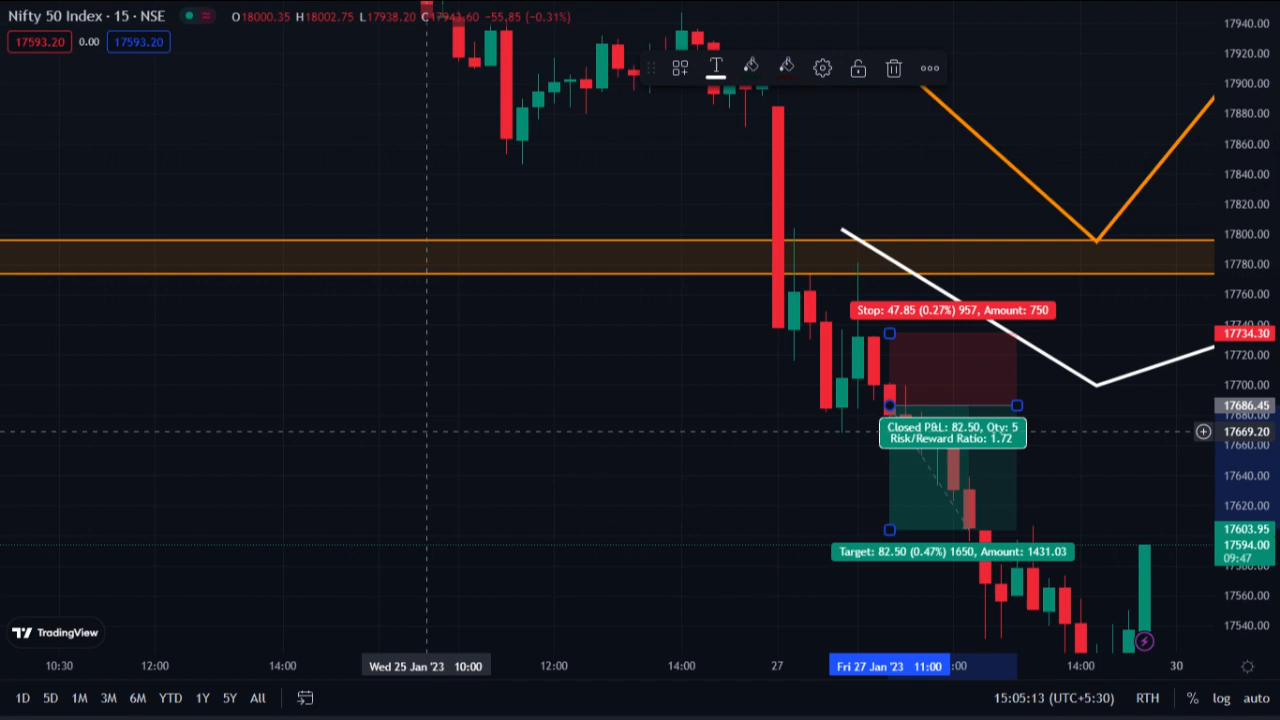 Nifty 50 Index · 15 · NSE
O18000.35 H18002.75 L17938.20 C17943.60 -55.85 (-0.31%)
17593.20 0.00 17593.20
17940.00
17920.00
17900.00
17880.00
17860.00
17840.00
17820.00
17800.00
17780.00
17760.00
Stop: 47.85 (0.27%) 957, Amount: 750
17734.30
17720.00
17700.00
17686.45
Closed P&L: 82.50, Qty: 5
Risk/Reward Ratio: 1.72
17669.20
17660.00
17640.00
17620.00
17603.95
17594.00
09:47
Target: 82.50 (0.47%) 1650, Amount: 1431.03
17560.00
17540.00
TradingView
10:30 12:00 14:00 Wed 25 Jan '23 10:00 12:00 14:00 27 Fri 27 Jan '23 11:00 :00 14:00 30
1D 5D 1M 3M 6M YTD 1Y 5Y All 15:05:13 (UTC+5:30) RTH % log auto